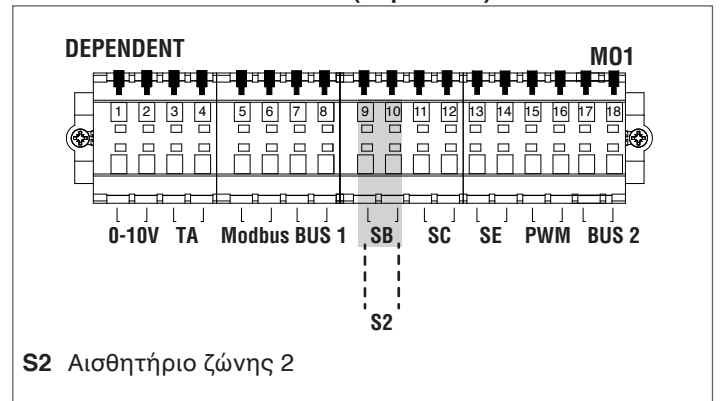 DEPENDENT M01
1 2 3 4 5 6 7 8 9 10 11 12 13 14 15 16 17 18
0-10V TA Modbus BUS 1 SB SC SE PWM BUS 2
S2
S2 Αισθητήριο ζώνης 2